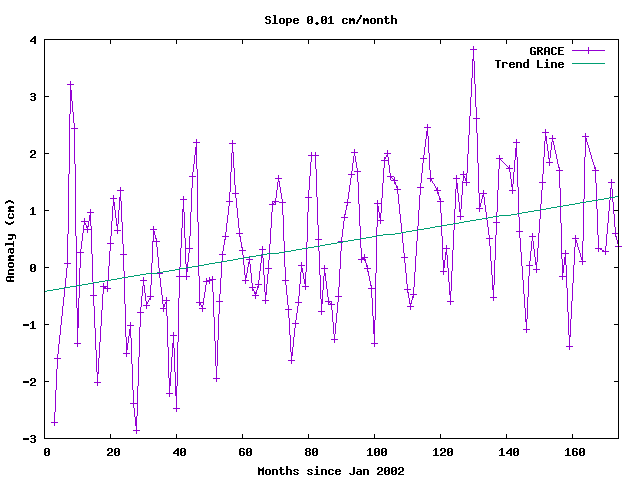 Slope 0.01 cm/month
GRACE
Trend Line
Anomaly (cm)
4
3
2
1
0
-1
-2
-3
0 20 40 60 80 100 120 140 160
Months since Jan 2002